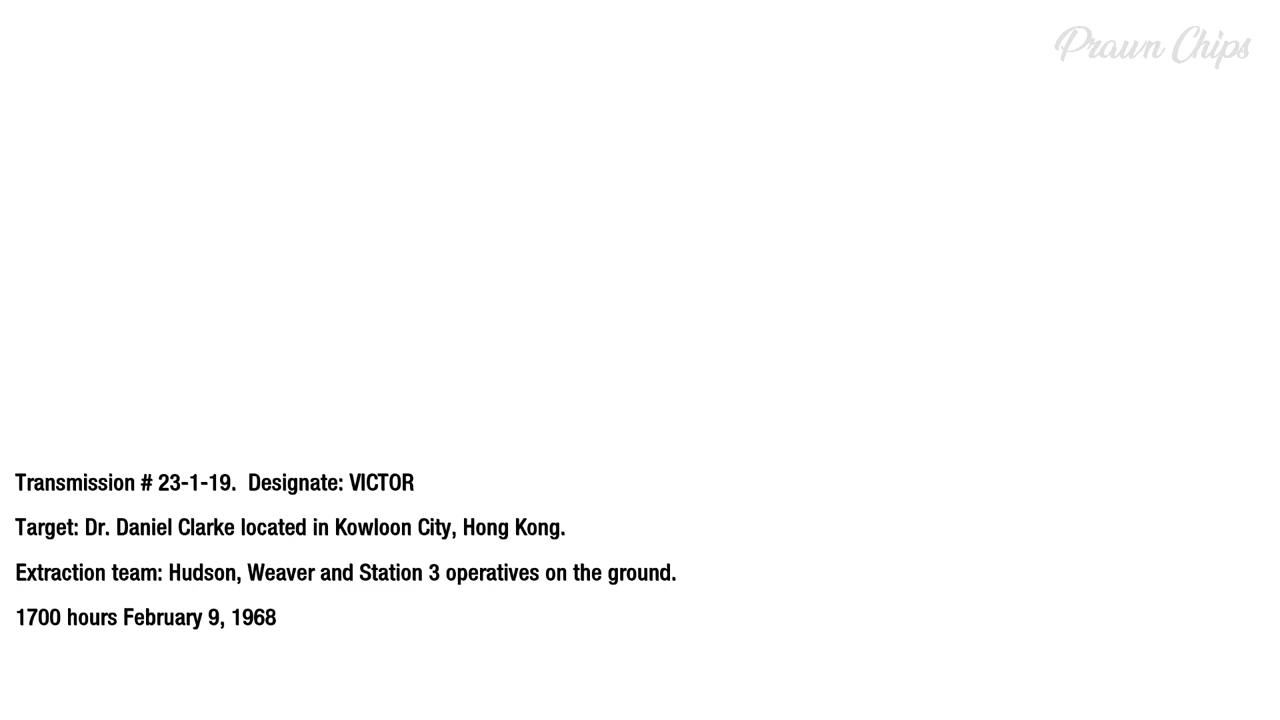 Prawn Chips
Transmission # 23-1-19.  Designate: VICTOR
Target: Dr. Daniel Clarke located in Kowloon City, Hong Kong.
Extraction team: Hudson, Weaver and Station 3 operatives on the ground.
1700 hours February 9, 1968